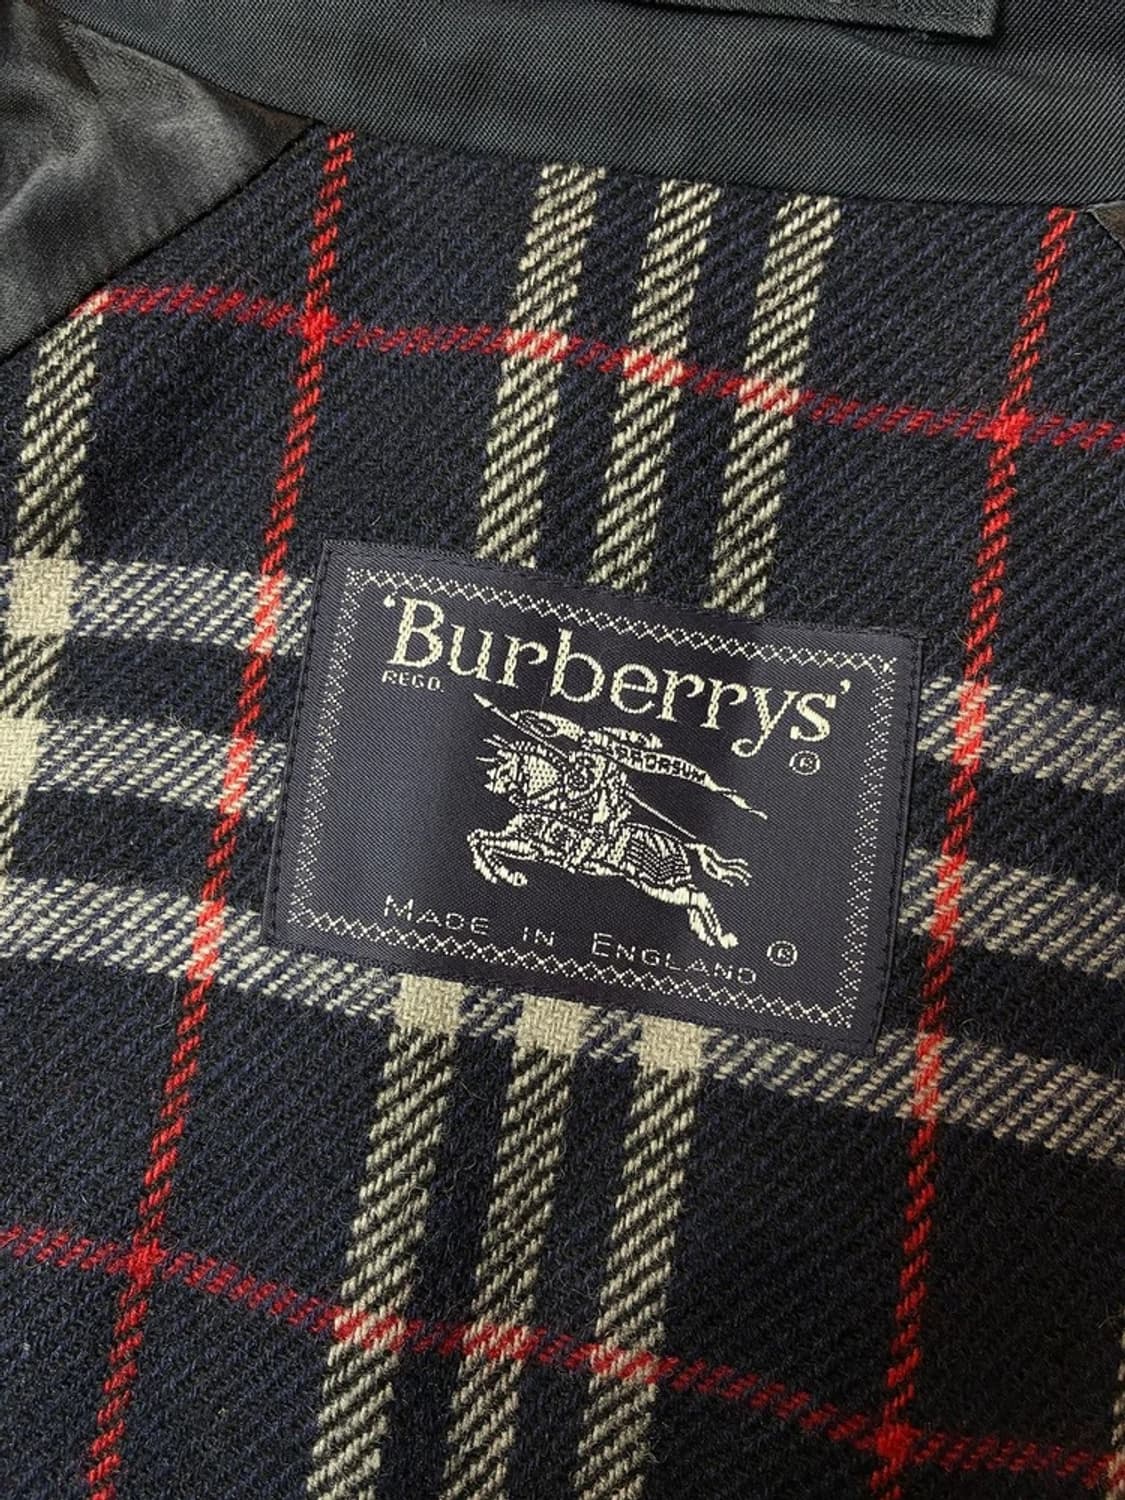 'Burberrys'
REGD.
®
PRORSUM
MADE IN ENGLAND ®